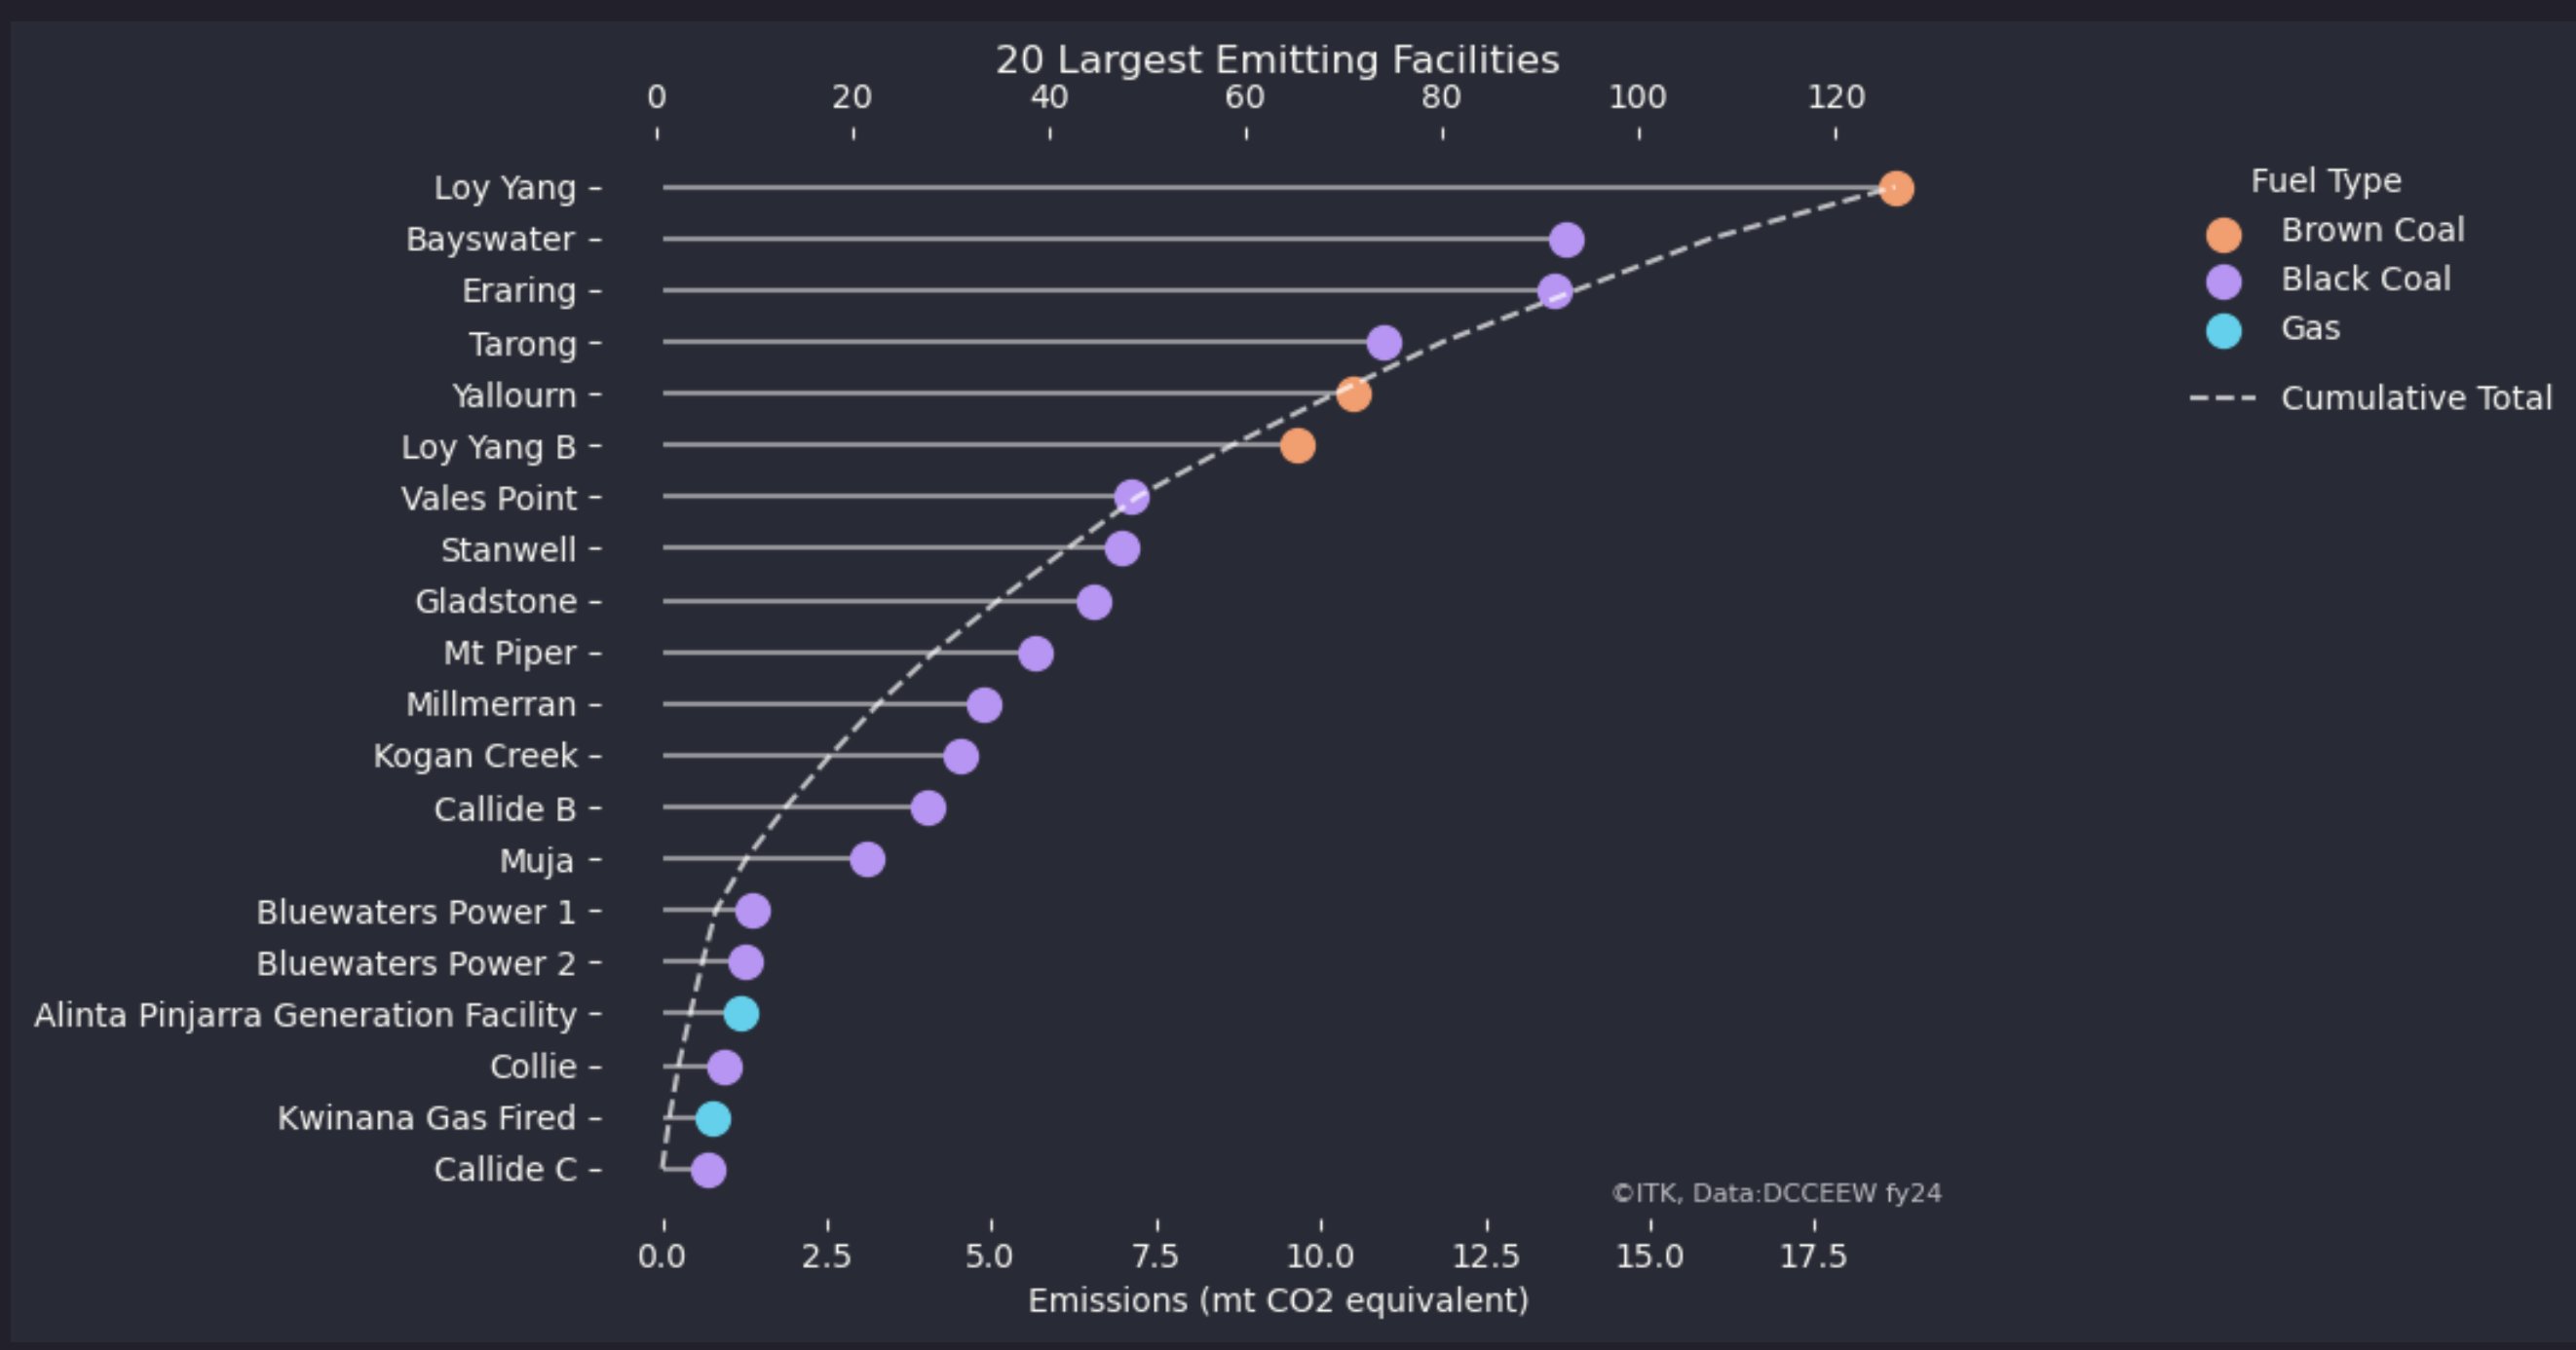 20 Largest Emitting Facilities
0 20 40 60 80 100 120
Loy Yang
Bayswater
Eraring
Tarong
Yallourn
Loy Yang B
Vales Point
Stanwell
Gladstone
Mt Piper
Millmerran
Kogan Creek
Callide B
Muja
Bluewaters Power 1
Bluewaters Power 2
Alinta Pinjarra Generation Facility
Collie
Kwinana Gas Fired
Callide C
Fuel Type
Brown Coal
Black Coal
Gas
Cumulative Total
©ITK, Data:DCCEEW fy24
0.0 2.5 5.0 7.5 10.0 12.5 15.0 17.5
Emissions (mt CO2 equivalent)